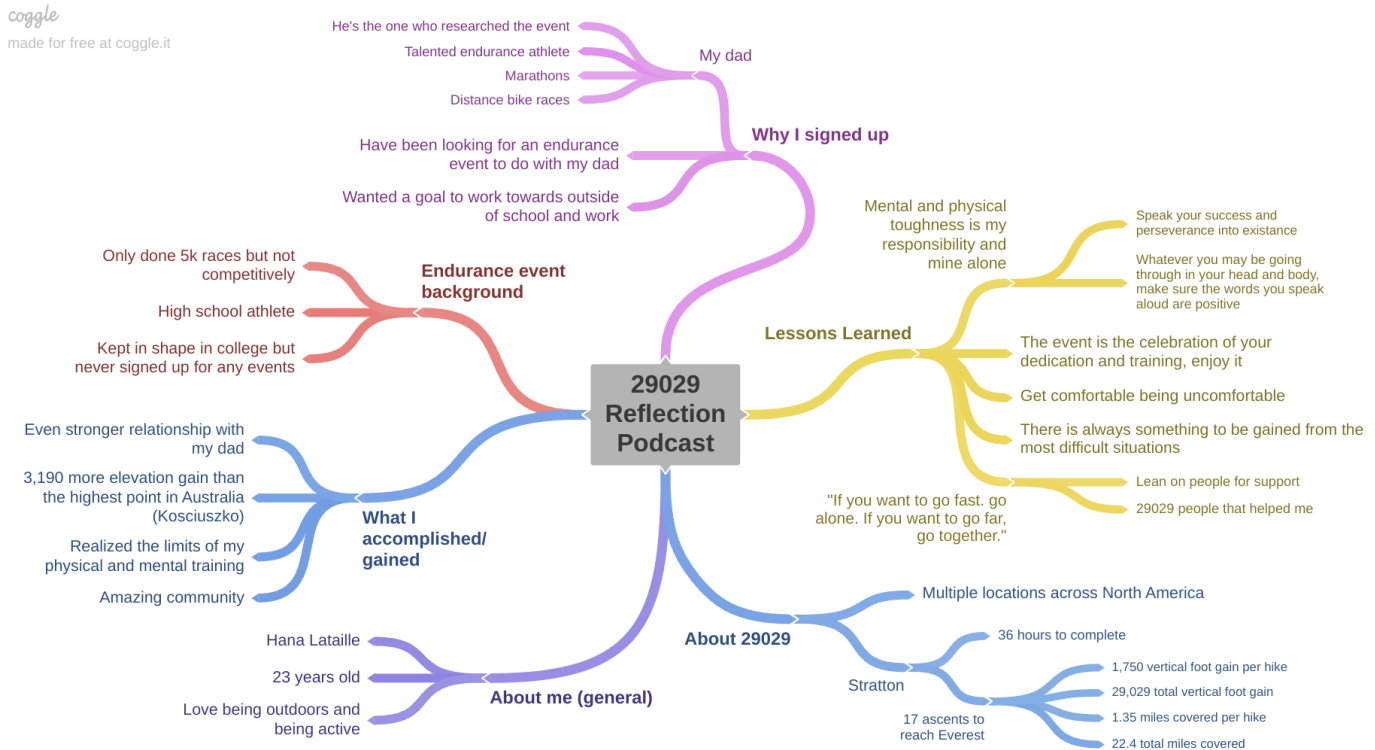 coggle
made for free at coggle.it
He's the one who researched the event
Talented endurance athlete
Marathons
Distance bike races
My dad
Why I signed up
Have been looking for an endurance
event to do with my dad
Wanted a goal to work towards outside
of school and work
Endurance event
background
Only done 5k races but not
competitively
High school athlete
Kept in shape in college but
never signed up for any events
29029
Reflection
Podcast
Lessons Learned
Mental and physical
toughness is my
responsibility and
mine alone
Speak your success and
perseverance into existance
Whatever you may be going
through in your head and body,
make sure the words you speak
aloud are positive
The event is the celebration of your
dedication and training, enjoy it
Get comfortable being uncomfortable
There is always something to be gained from the
most difficult situations
"If you want to go fast. go
alone. If you want to go far,
go together."
Lean on people for support
29029 people that helped me
What I
accomplished/
gained
Even stronger relationship with
my dad
3,190 more elevation gain than
the highest point in Australia
(Kosciuszko)
Realized the limits of my
physical and mental training
Amazing community
About me (general)
Hana Lataille
23 years old
Love being outdoors and
being active
About 29029
Multiple locations across North America
Stratton
36 hours to complete
17 ascents to
reach Everest
1,750 vertical foot gain per hike
29,029 total vertical foot gain
1.35 miles covered per hike
22.4 total miles covered